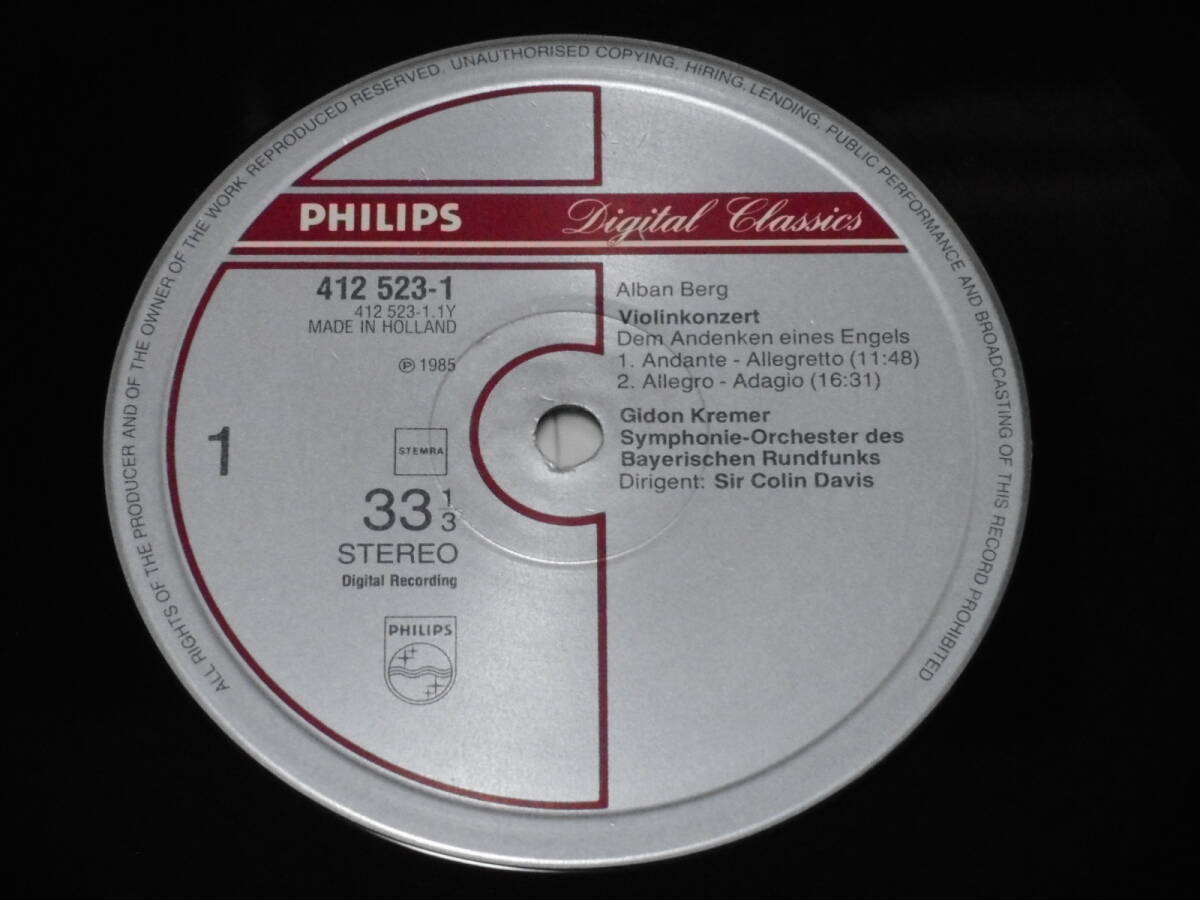 ALL RIGHTS OF THE PRODUCER AND OF THE OWNER OF THE WORK REPRODUCED RESERVED. UNAUTHORISED COPYING, HIRING, LENDING, PUBLIC PERFORMANCE AND BROADCASTING OF THIS RECORD PROHIBITED
PHILIPS Digital Classics
412 523-1
412 523-1.1Y
MADE IN HOLLAND
℗ 1985
1
STEMRA
33 1/3
STEREO
Digital Recording
PHILIPS
Alban Berg
Violinkonzert
Dem Andenken eines Engels
1. Andante - Allegretto (11:48)
2. Allegro - Adagio (16:31)
Gidon Kremer
Symphonie-Orchester des
Bayerischen Rundfunks
Dirigent: Sir Colin Davis